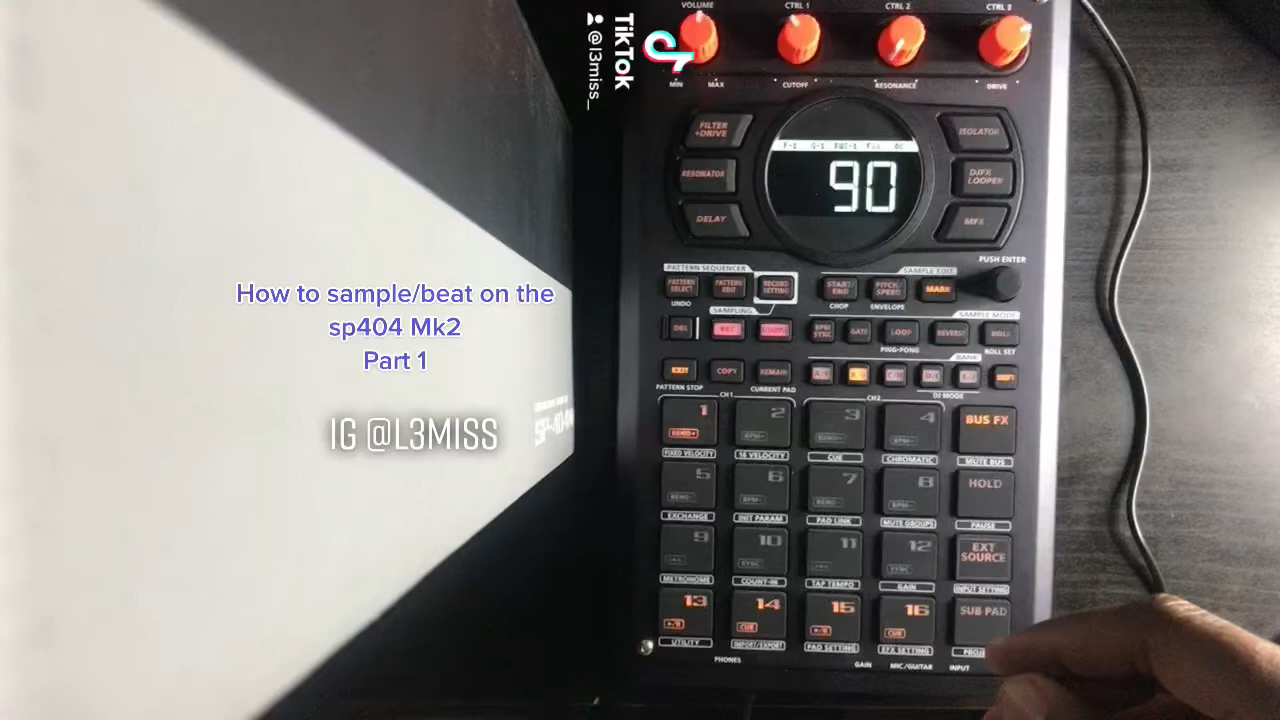 TikTok
@l3miss_
How to sample/beat on the
sp404 Mk2
Part 1
IG @L3MISS
VOLUME CTRL 1 CTRL 2 CTRL 3
MIN MAX CUTOFF RESONANCE DRIVE
FILTER
+DRIVE
ISOLATOR
RESONATOR
DJFX
LOOPER
DELAY
MFX
90
PUSH ENTER
PATTERN SEQUENCER SAMPLE EDIT
PATTERN
SELECT
PATTERN
EDIT
RECORD
SETTING
START/
END
PITCH/
SPEED
MARK
UNDO CHOP ENVELOPE
SAMPLING SAMPLE MODE
DEL
BPM
SYNC
GATE LOOP REVERSE
PING-PONG ROLL SET
BANK
EXIT COPY REMAIN SHIFT
PATTERN STOP CURRENT PAD DJ MODE
CH1 CH2
1 2 3 4 BUS FX
FIXED VELOCITY 16 VELOCITY CUE CHROMATIC MUTE BUS
5 6 7 8 HOLD
EXCHANGE INIT PARAM PAD LINK MUTE GROUPS PAUSE
9 10 11 12 EXT
SOURCE
METRONOME COUNT-IN TAP TEMPO GAIN INPUT SETTING
13 14 15 16 SUB PAD
UTILITY IMPORT/EXPORT PAD SETTING EFX SETTING
PHONES GAIN MIC/GUITAR INPUT